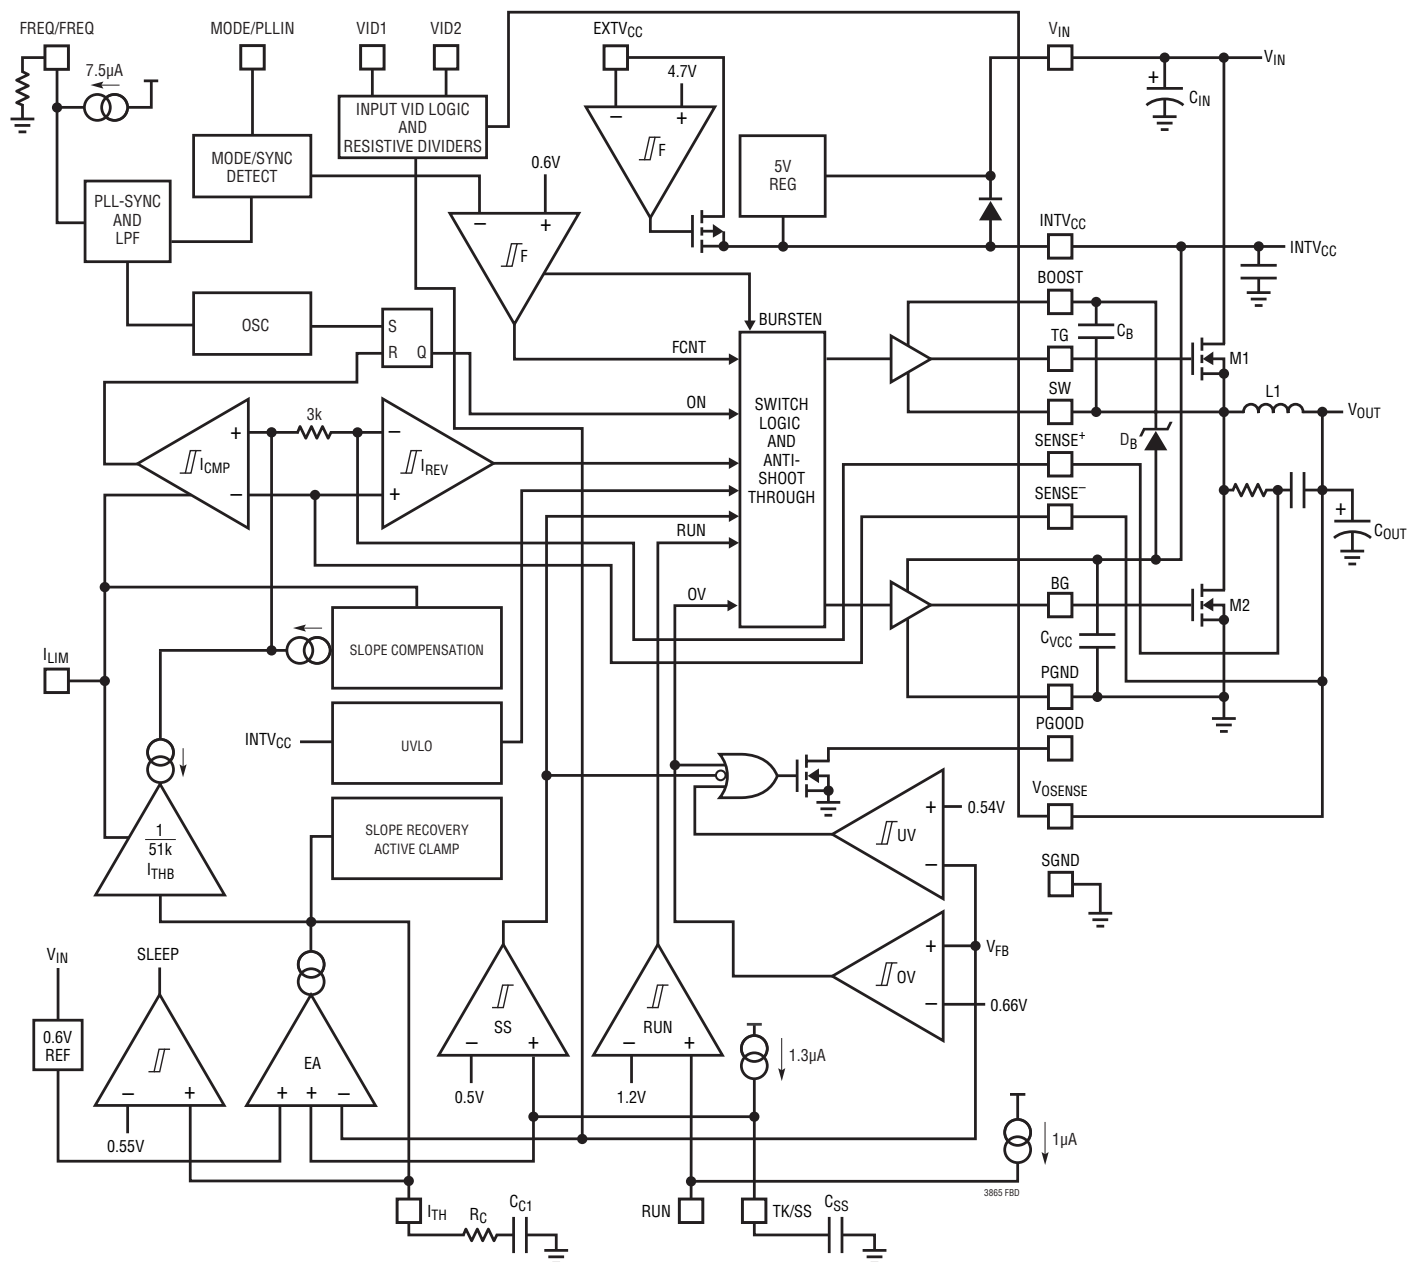 FREQ/FREQ
MODE/PLLIN
VID1
VID2
EXTVCC
VIN
VIN
7.5µA
4.7V
+
CIN
INPUT VID LOGIC
AND
RESISTIVE DIVIDERS
–
+
F
MODE/SYNC
DETECT
0.6V
5V
REG
PLL-SYNC
AND
LPF
–
+
F
INTVCC
INTVCC
BOOST
OSC
S
R
Q
BURSTEN
CB
FCNT
TG
M1
ON
SWITCH
LOGIC
AND
ANTI-
SHOOT
THROUGH
SW
L1
VOUT
3k
+
–
ICMP
–
+
IREV
SENSE+
DB
SENSE–
RUN
+
COUT
OV
BG
M2
CVCC
SLOPE COMPENSATION
ILIM
PGND
INTVCC
UVLO
PGOOD
1
51k
ITHB
SLOPE RECOVERY
ACTIVE CLAMP
+
0.54V
UV
–
VOSENSE
SGND
VIN
SLEEP
+
VFB
OV
–
0.66V
0.6V
REF
–
+
EA
+
+
–
SS
–
+
RUN
–
+
1.3µA
0.55V
0.5V
1.2V
1µA
3865 FBD
ITH
RC
CC1
RUN
TK/SS
CSS